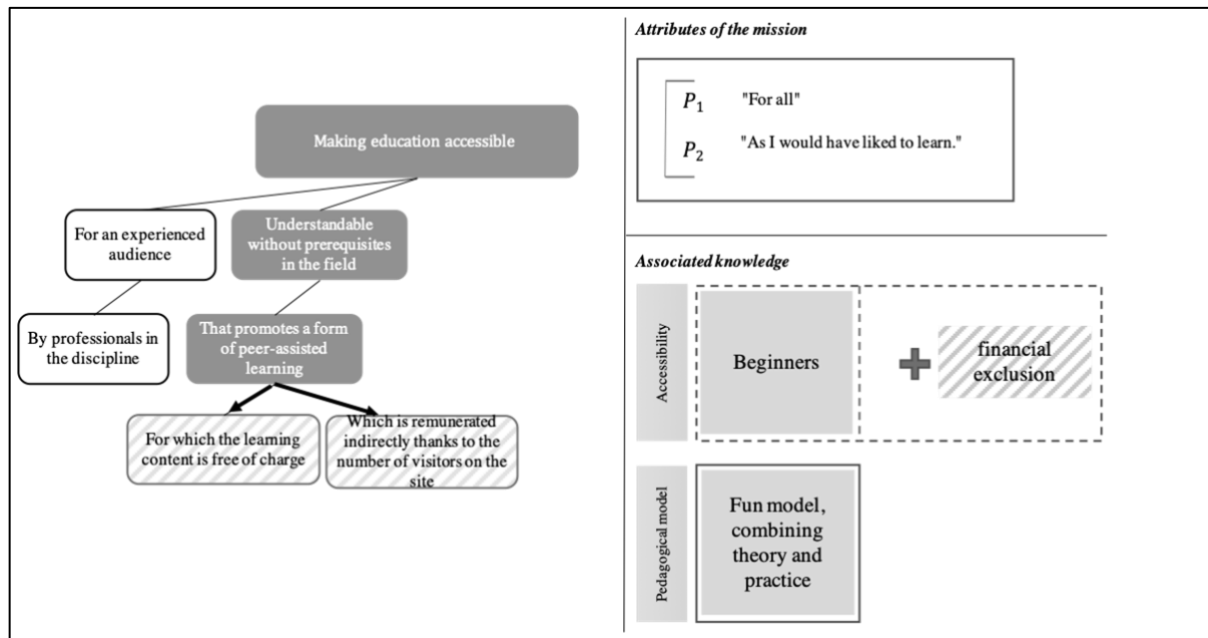 Making education accessible
For an experienced
audience
Understandable
without prerequisites
in the field
By professionals in
the discipline
That promotes a form
of peer-assisted
learning
For which the learning
content is free of charge
Which is remunerated
indirectly thanks to the
number of visitors on the
site
Attributes of the mission
P1 "For all"
P2 "As I would have liked to learn."
Associated knowledge
Accessibility
Beginners
+
financial
exclusion
Pedagogical model
Fun model,
combining
theory and
practice